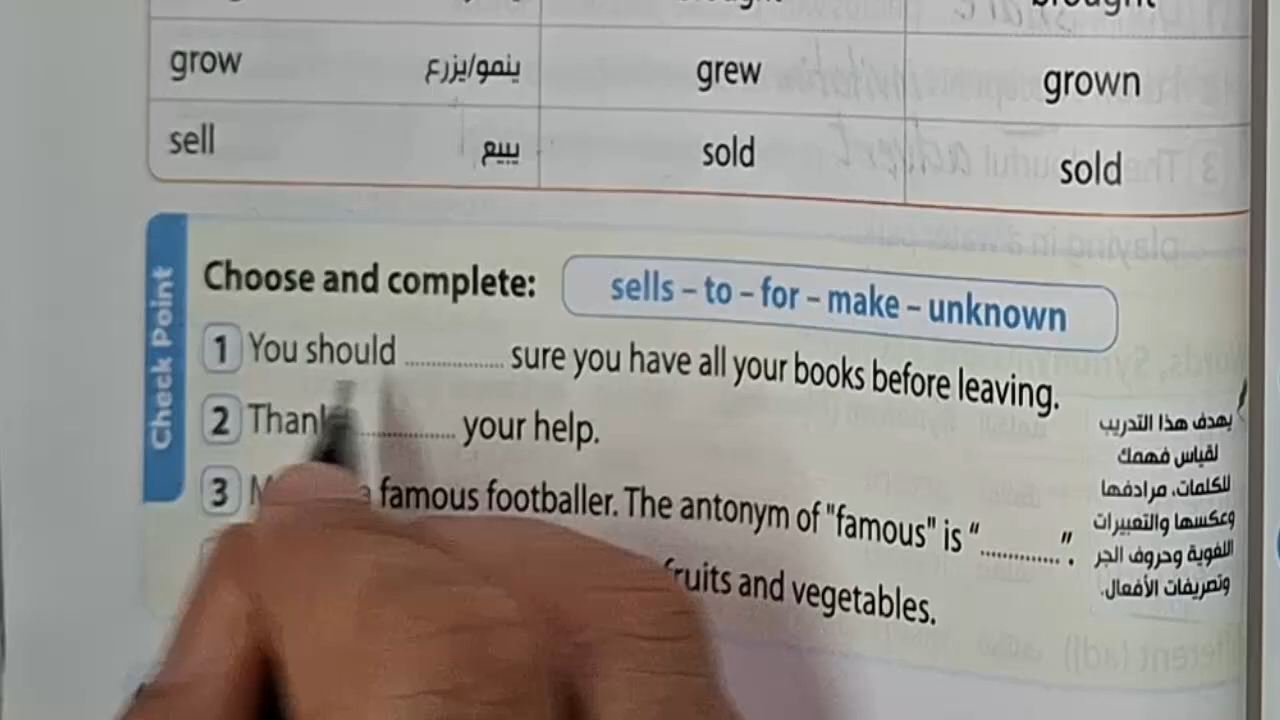 grow ينمو/يزرع grew grown
sell يبيع sold sold
Check Point
Choose and complete: sells – to – for – make – unknown
1 You should ............ sure you have all your books before leaving.
2 Thank ............ your help.
3 famous footballer. The antonym of "famous" is “............”.
fruits and vegetables.
يهدف هذا التدريب
لقياس فهمك
للكلمات، مرادفها
وعكسها والتعبيرات
اللغوية وحروف الجر
وتصريفات الأفعال.